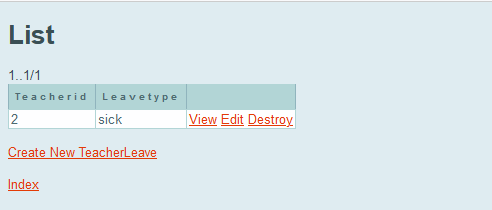 List
1..1/1
Teacherid Leavetype
2 sick View Edit Destroy
Create New TeacherLeave
Index